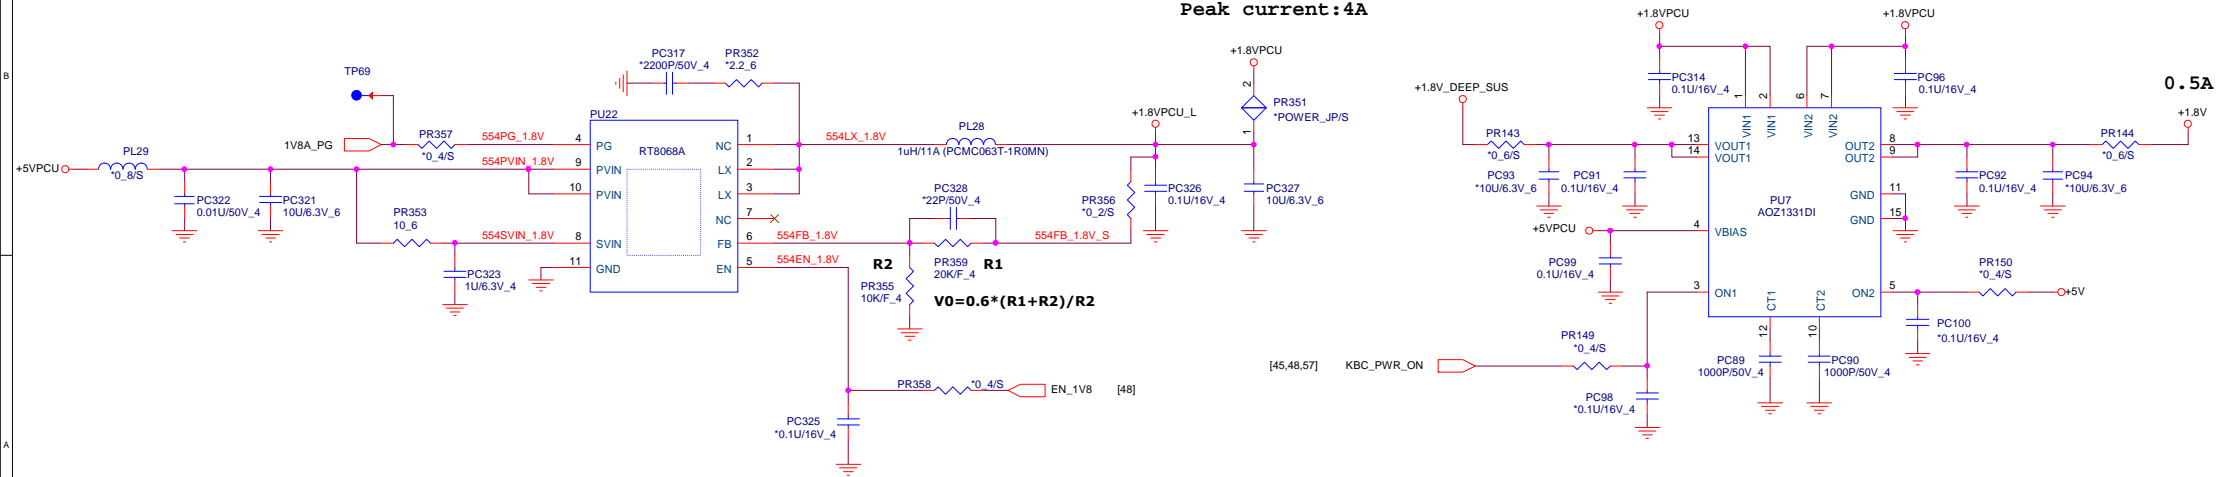 Peak current:4A
B
A
TP69
1V8A_PG
PR357
*0_4/S
554PG_1.8V
+5VPCU
PL29
*0_8/S
554PVIN_1.8V
PC322
0.01U/50V_4
PC321
10U/6.3V_6
PR353
10_6
554SVIN_1.8V
PC323
1U/6.3V_4
PC317
*2200P/50V_4
PR352
*2.2_6
PU22
RT8068A
4
PG
9
PVIN
10
PVIN
8
SVIN
11
GND
NC
1
LX
2
LX
3
NC
7
FB
6
EN
5
554LX_1.8V
PL28
1uH/11A (PCMC063T-1R0MN)
+1.8VPCU_L
+1.8VPCU
2
PR351
*POWER_JP/S
1
PC328
*22P/50V_4
PR356
*0_2/S
PC326
0.1U/16V_4
PC327
10U/6.3V_6
554FB_1.8V
554FB_1.8V_S
554EN_1.8V
R2
PR359
20K/F_4
R1
PR355
10K/F_4
V0=0.6*(R1+R2)/R2
PR358
*0_4/S
EN_1V8
[48]
PC325
*0.1U/16V_4
+1.8VPCU
+1.8VPCU
PC314
0.1U/16V_4
PC96
0.1U/16V_4
0.5A
+1.8V
+1.8V_DEEP_SUS
PR143
*0_6/S
PC93
*10U/6.3V_6
PC91
0.1U/16V_4
1
2
6
7
VIN1
VIN1
VIN2
VIN2
13
VOUT1
14
VOUT1
OUT2
8
OUT2
9
PU7
AOZ1331DI
GND
11
GND
15
4
VBIAS
3
ON1
CT1
12
CT2
10
ON2
5
PR144
*0_6/S
PC92
0.1U/16V_4
PC94
*10U/6.3V_6
+5VPCU
PC99
0.1U/16V_4
PR150
*0_4/S
+5V
PC100
*0.1U/16V_4
[45,48,57]
KBC_PWR_ON
PR149
*0_4/S
PC98
*0.1U/16V_4
PC89
1000P/50V_4
PC90
1000P/50V_4